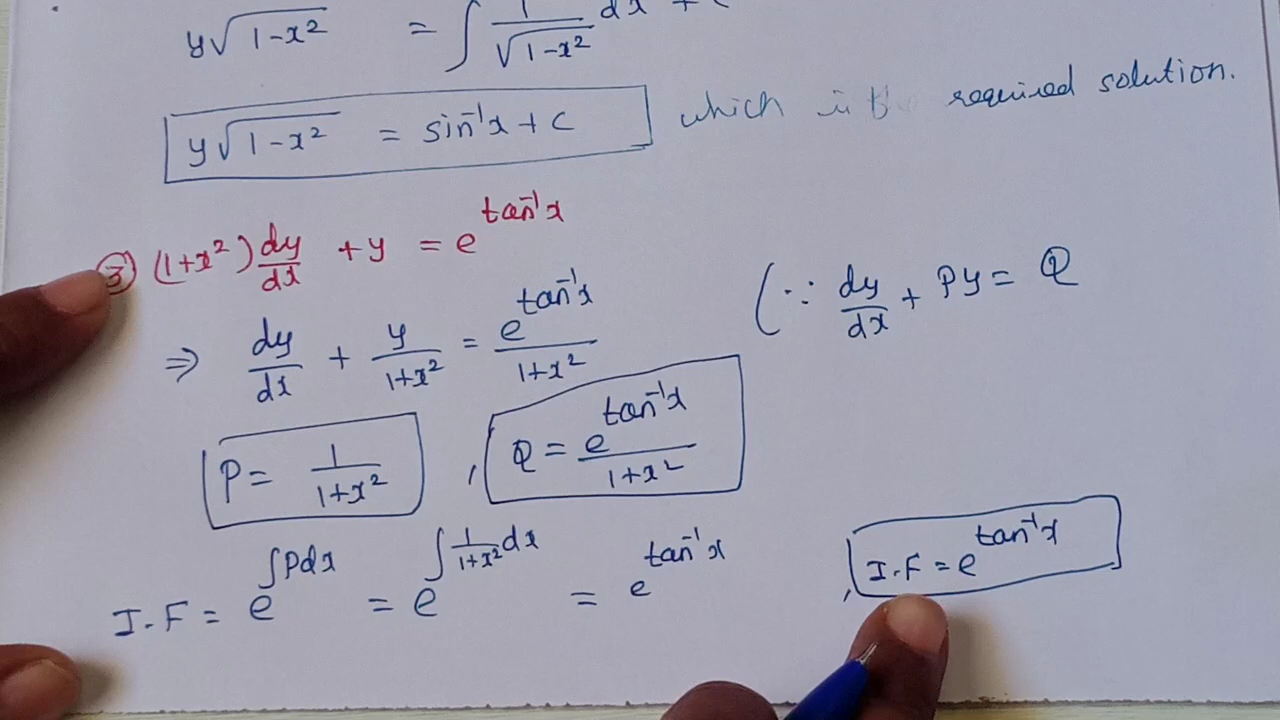 y√(1-x²) = ∫ 1/√(1-x²) dx +
y√(1-x²) = sin⁻¹x + c which is required solution.
③ (1+x²) dy/dx + y = e^(tan⁻¹x)
⇒ dy/dx + y/(1+x²) = e^(tan⁻¹x)/(1+x²) (∵ dy/dx + Py = Q
P = 1/(1+x²) , Q = e^(tan⁻¹x)/(1+x²)
I.F = e^(∫Pdx) = e^(∫ 1/(1+x²) dx) = e^(tan⁻¹x) , I.F = e^(tan⁻¹x)